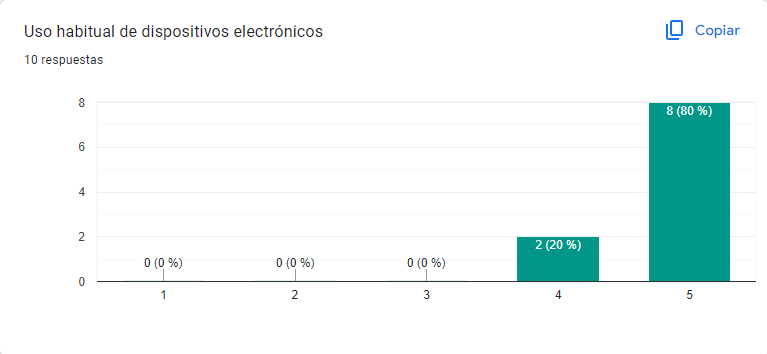 Uso habitual de dispositivos electrónicos
Copiar
10 respuestas
8
6
4
2
0
0 (0 %)
0 (0 %)
0 (0 %)
2 (20 %)
8 (80 %)
1
2
3
4
5